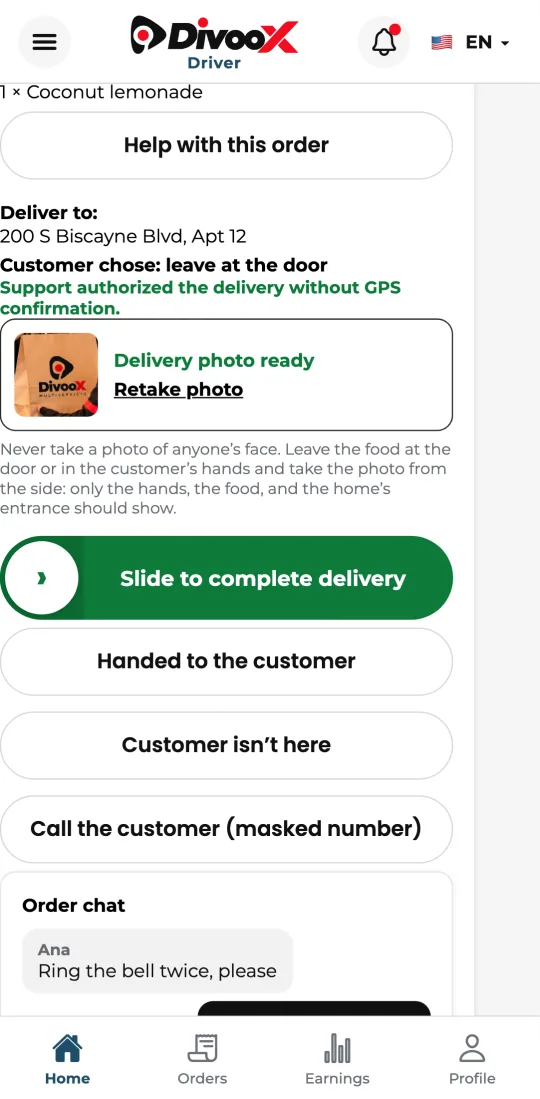 DivooX
Driver
EN
1 × Coconut lemonade
Help with this order
Deliver to:
200 S Biscayne Blvd, Apt 12
Customer chose: leave at the door
Support authorized the delivery without GPS
confirmation.
DivooX
Delivery photo ready
Retake photo
Never take a photo of anyone’s face. Leave the food at the
door or in the customer’s hands and take the photo from
the side: only the hands, the food, and the home’s
entrance should show.
Slide to complete delivery
Handed to the customer
Customer isn’t here
Call the customer (masked number)
Order chat
Ana
Ring the bell twice, please
Home
Orders
Earnings
Profile